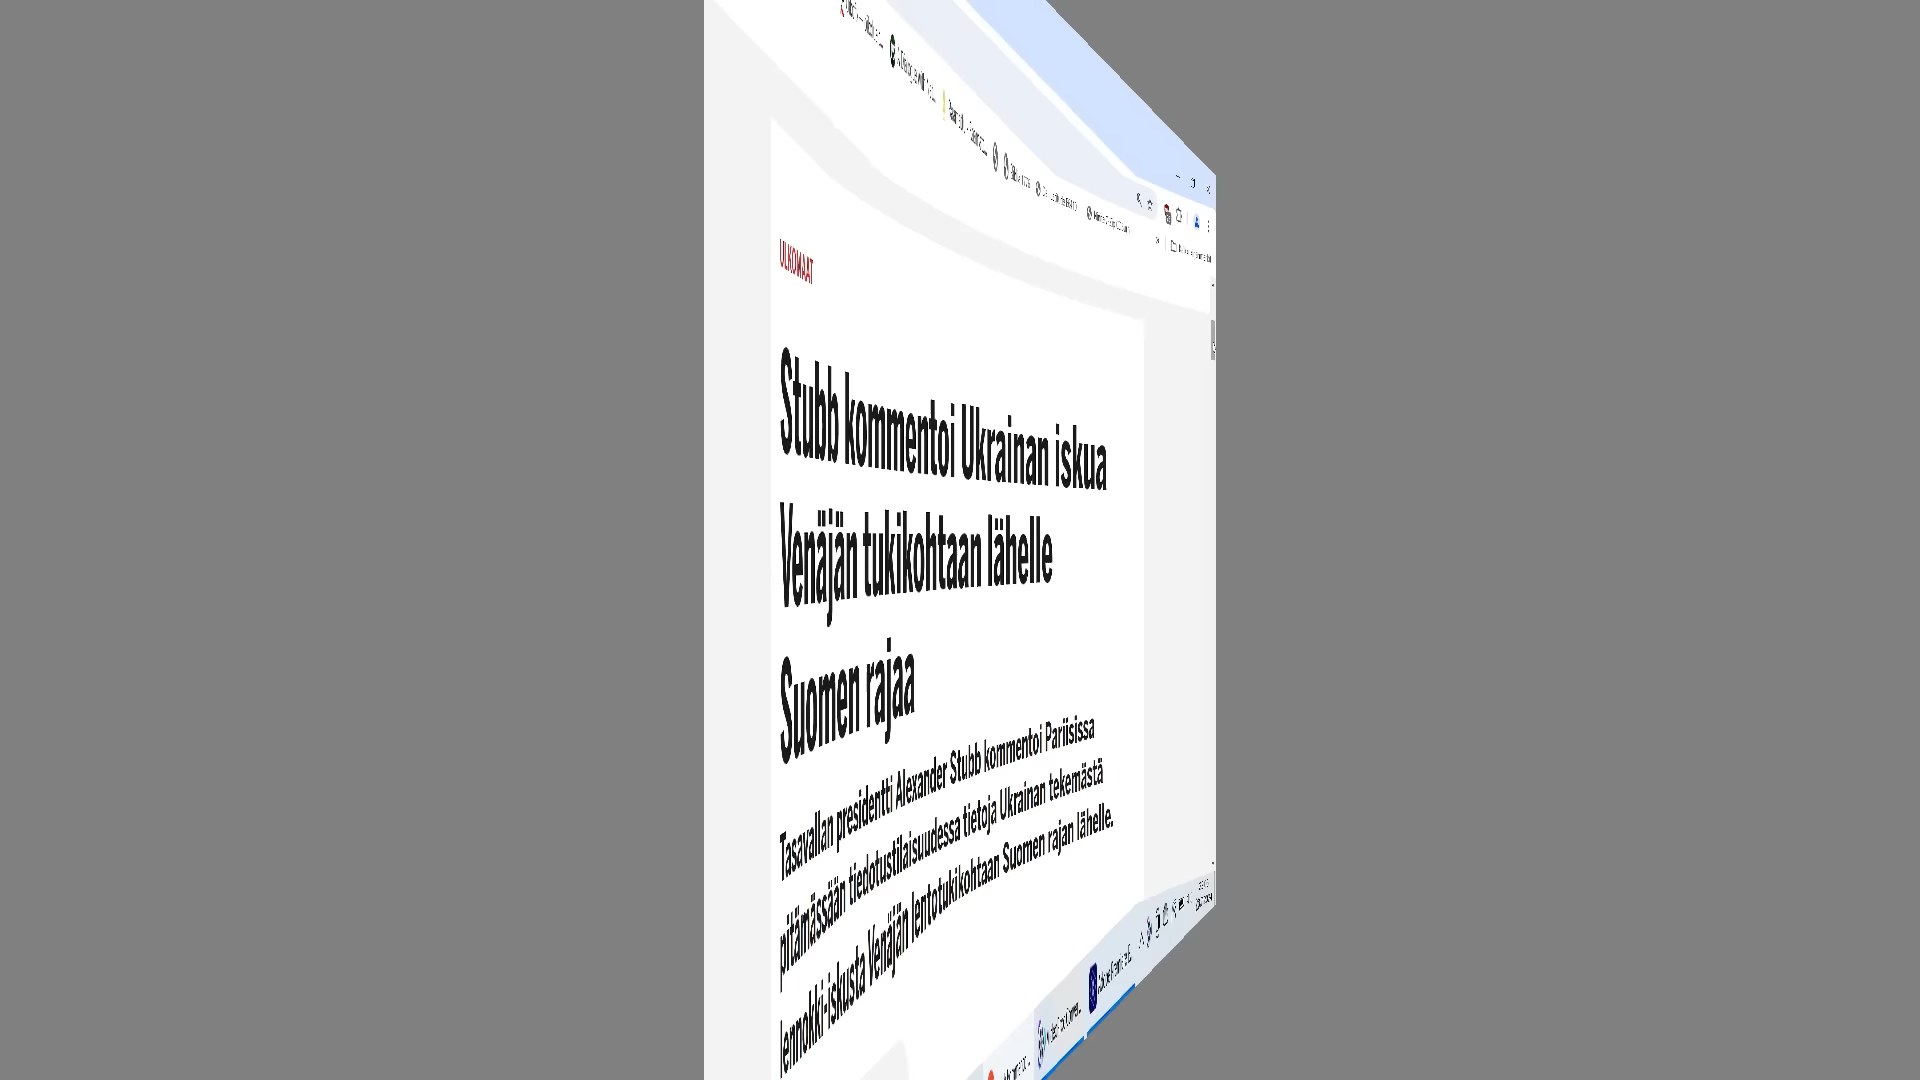 ULKOMAAT
Stubb kommentoi Ukrainan iskua
Venäjän tukikohtaan lähelle
Suomen rajaa
Tasavallan presidentti Alexander Stubb kommentoi Pariisissa
pitämässään tiedotustilaisuudessa tietoja Ukrainan tekemästä
lennokki-iskusta Venäjän lentotukikohtaan Suomen rajan lähelle.